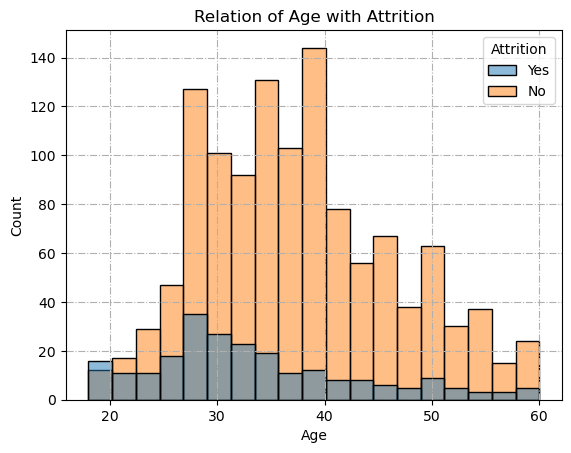 Relation of Age with Attrition
Attrition
Yes
No
140
120
100
80
60
40
20
0
Count
20 30 40 50 60
Age